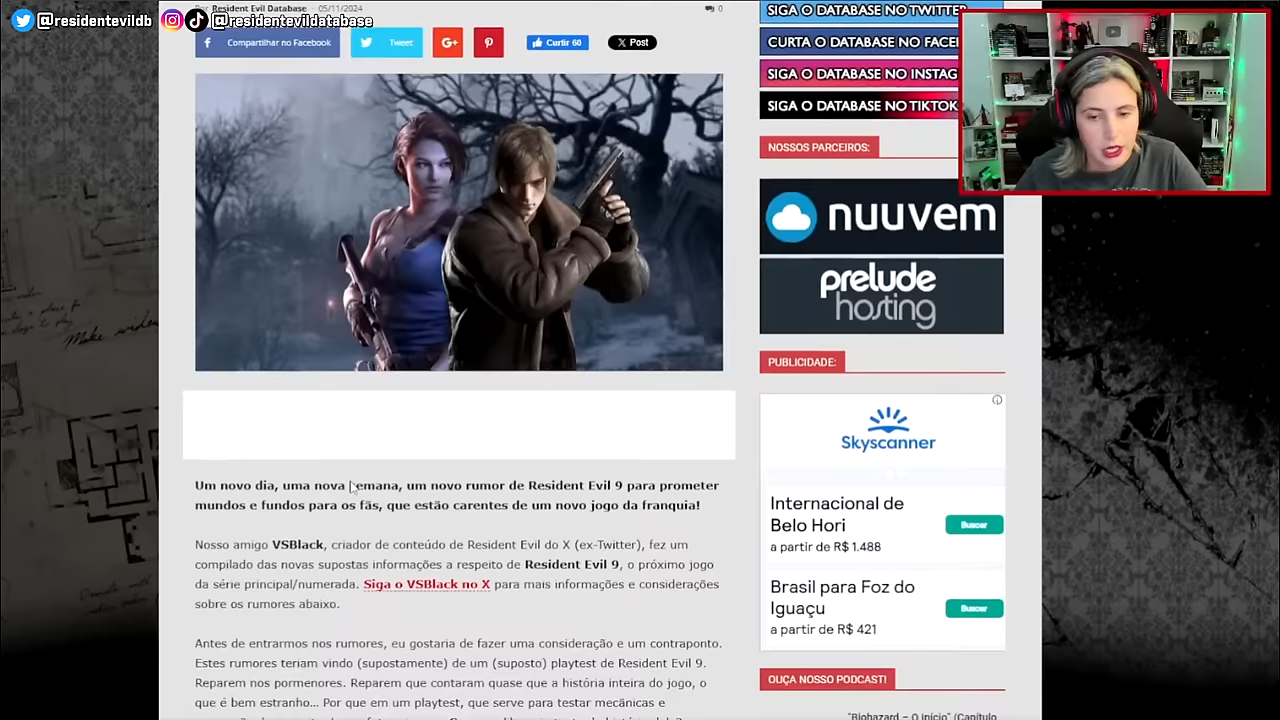 @residentevildb @residentevildatabase
Por Resident Evil Database - 05/11/2024 0
Compartilhar no Facebook Tweet G+ Curtir 60 X Post
SIGA O DATABASE NO TWITTER
CURTA O DATABASE NO FACE
SIGA O DATABASE NO INSTAG
SIGA O DATABASE NO TIKTOK
NOSSOS PARCEIROS:
nuuvem
prelude
hosting
PUBLICIDADE:
Skyscanner
Internacional de
Belo Hori
a partir de R$ 1.488
Buscar
Brasil para Foz do
Iguaçu
a partir de R$ 421
Buscar
OUÇA NOSSO PODCAST!
"Biohazard – O Início" (Capítulo
Um novo dia, uma nova semana, um novo rumor de Resident Evil 9 para prometer
mundos e fundos para os fãs, que estão carentes de um novo jogo da franquia!
Nosso amigo VSBlack, criador de conteúdo de Resident Evil do X (ex-Twitter), fez um
compilado das novas supostas informações a respeito de Resident Evil 9, o próximo jogo
da série principal/numerada. Siga o VSBlack no X para mais informações e considerações
sobre os rumores abaixo.
Antes de entrarmos nos rumores, eu gostaria de fazer uma consideração e um contraponto.
Estes rumores teriam vindo (supostamente) de um (suposto) playtest de Resident Evil 9.
Reparem nos pormenores. Reparem que contaram quase que a história inteira do jogo, o
que é bem estranho... Por que em um playtest, que serve para testar mecânicas e